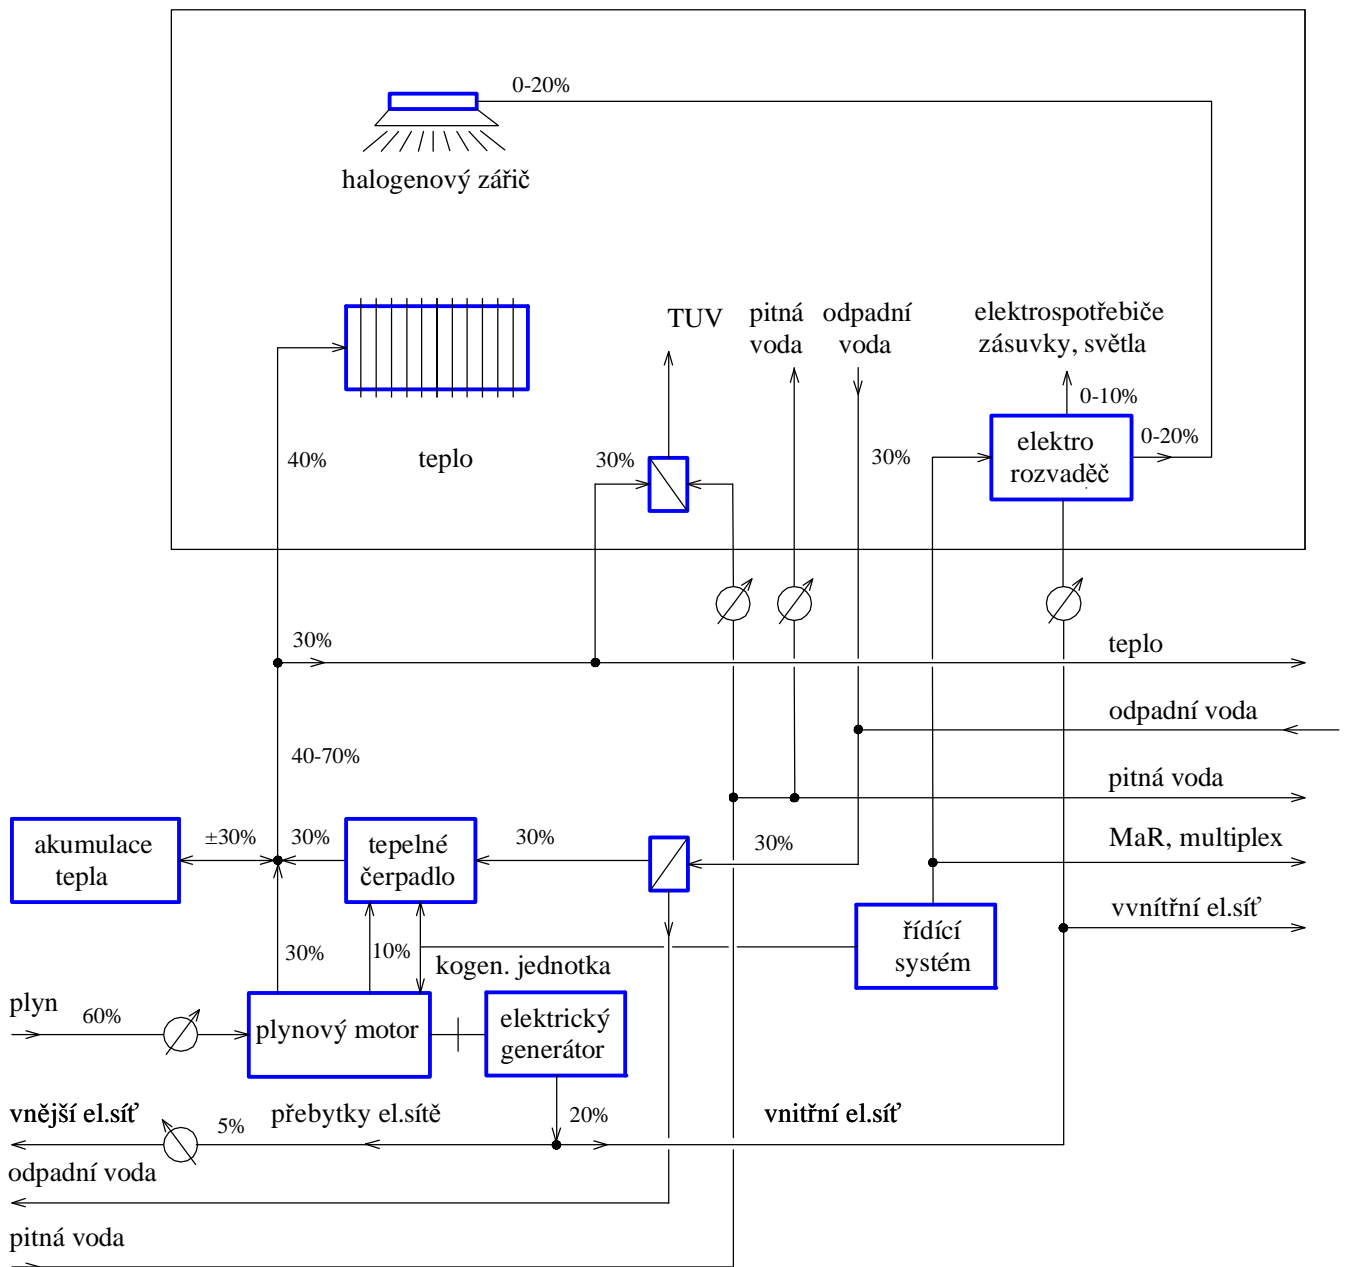 0-20%
halogenový zářič
TUV
pitná
voda
odpadní
voda
elektrospotřebiče
zásuvky, světla
0-10%
40%
teplo
30%
30%
elektro
rozvaděč
0-20%
30%
teplo
odpadní voda
40-70%
pitná voda
akumulace
tepla
±30%
30%
tepelné
čerpadlo
30%
30%
MaR, multiplex
vvnítřní el.síť
30%
10%
kogen. jednotka
řídící
systém
plyn
60%
plynový motor
elektrický
generátor
vnější el.síť
5%
přebytky el.sítě
20%
vnitřní el.síť
odpadní voda
pitná voda